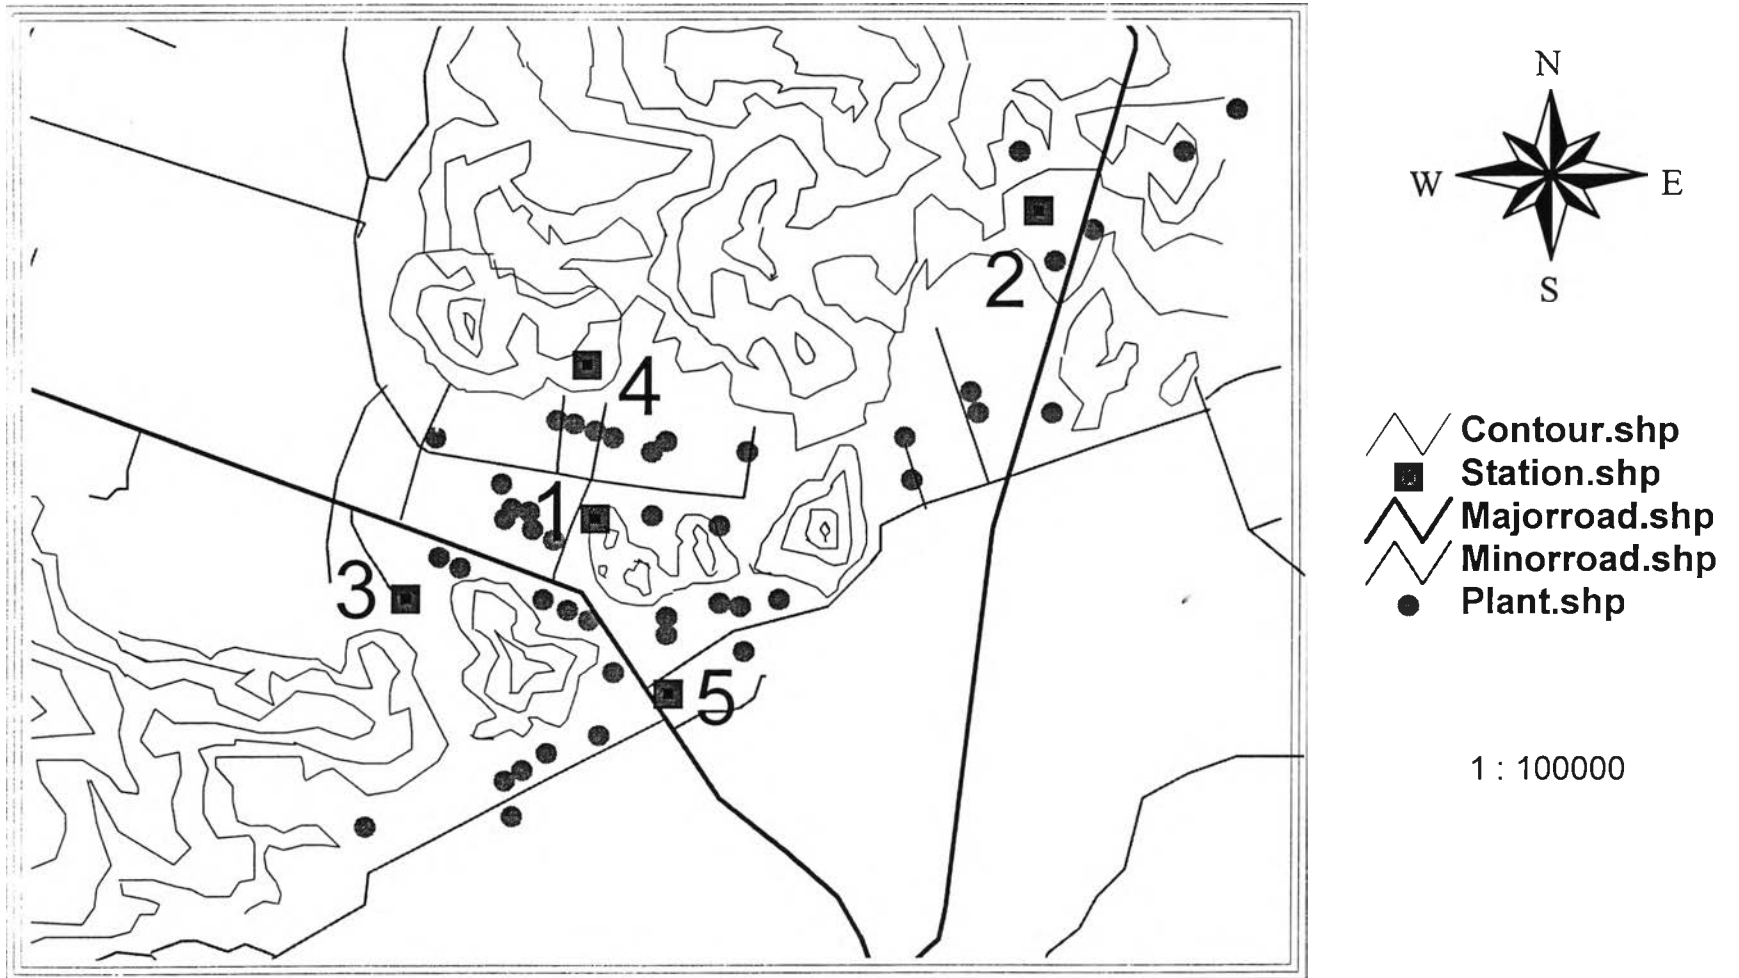 N
W E
S
2
4
1
3
5
Contour.shp
Station.shp
Majorroad.shp
Minorroad.shp
Plant.shp
1 : 100000